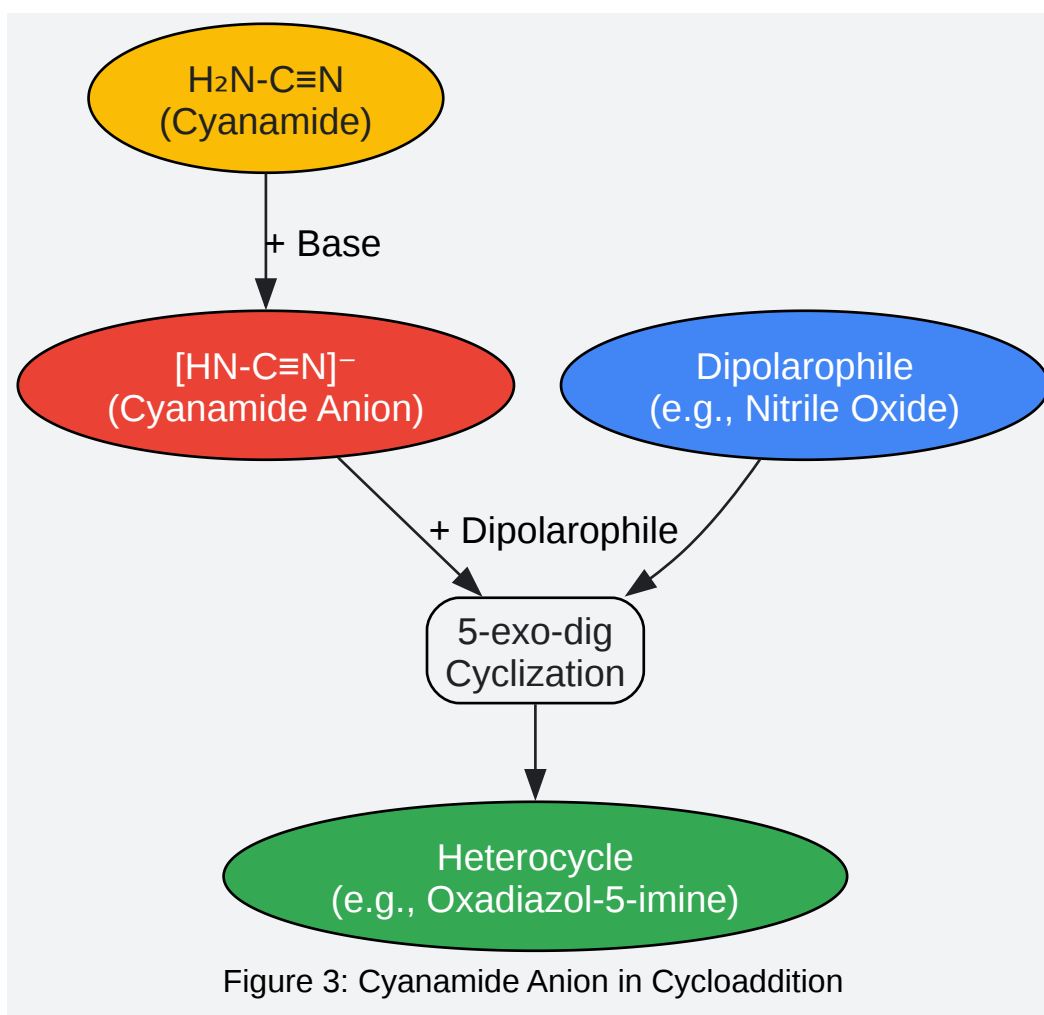 H₂N-C≡N
(Cyanamide)
+ Base
[HN-C≡N]⁻
(Cyanamide Anion)
Dipolarophile
(e.g., Nitrile Oxide)
+ Dipolarophile
5-exo-dig
Cyclization
Heterocycle
(e.g., Oxadiazol-5-imine)
Figure 3: Cyanamide Anion in Cycloaddition